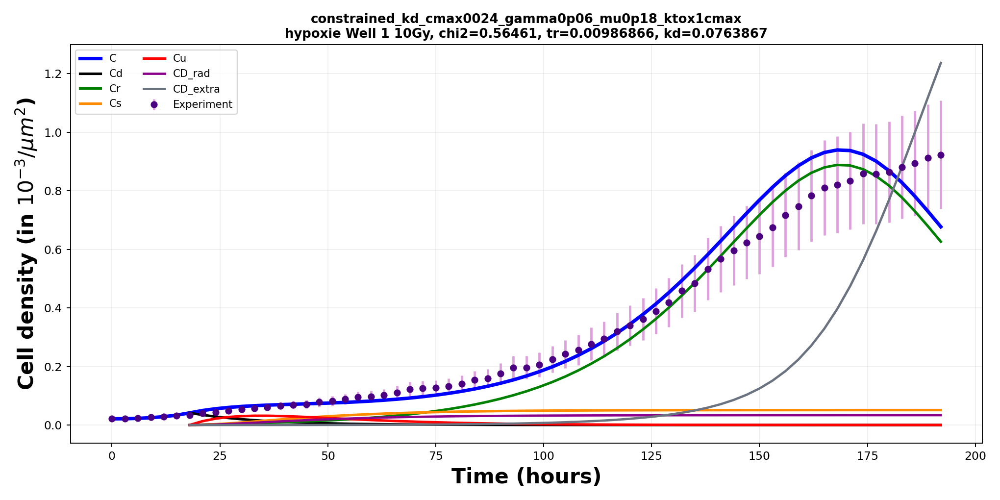 constrained_kd_cmax0024_gamma0p06_mu0p18_ktox1cmax
hypoxie Well 1 10Gy, chi2=0.56461, tr=0.00986866, kd=0.0763867
C
Cd
Cr
Cs
Cu
CD_rad
CD_extra
Experiment
Cell density (in 10⁻³/μm²)
1.2
1.0
0.8
0.6
0.4
0.2
0.0
0 25 50 75 100 125 150 175 200
Time (hours)